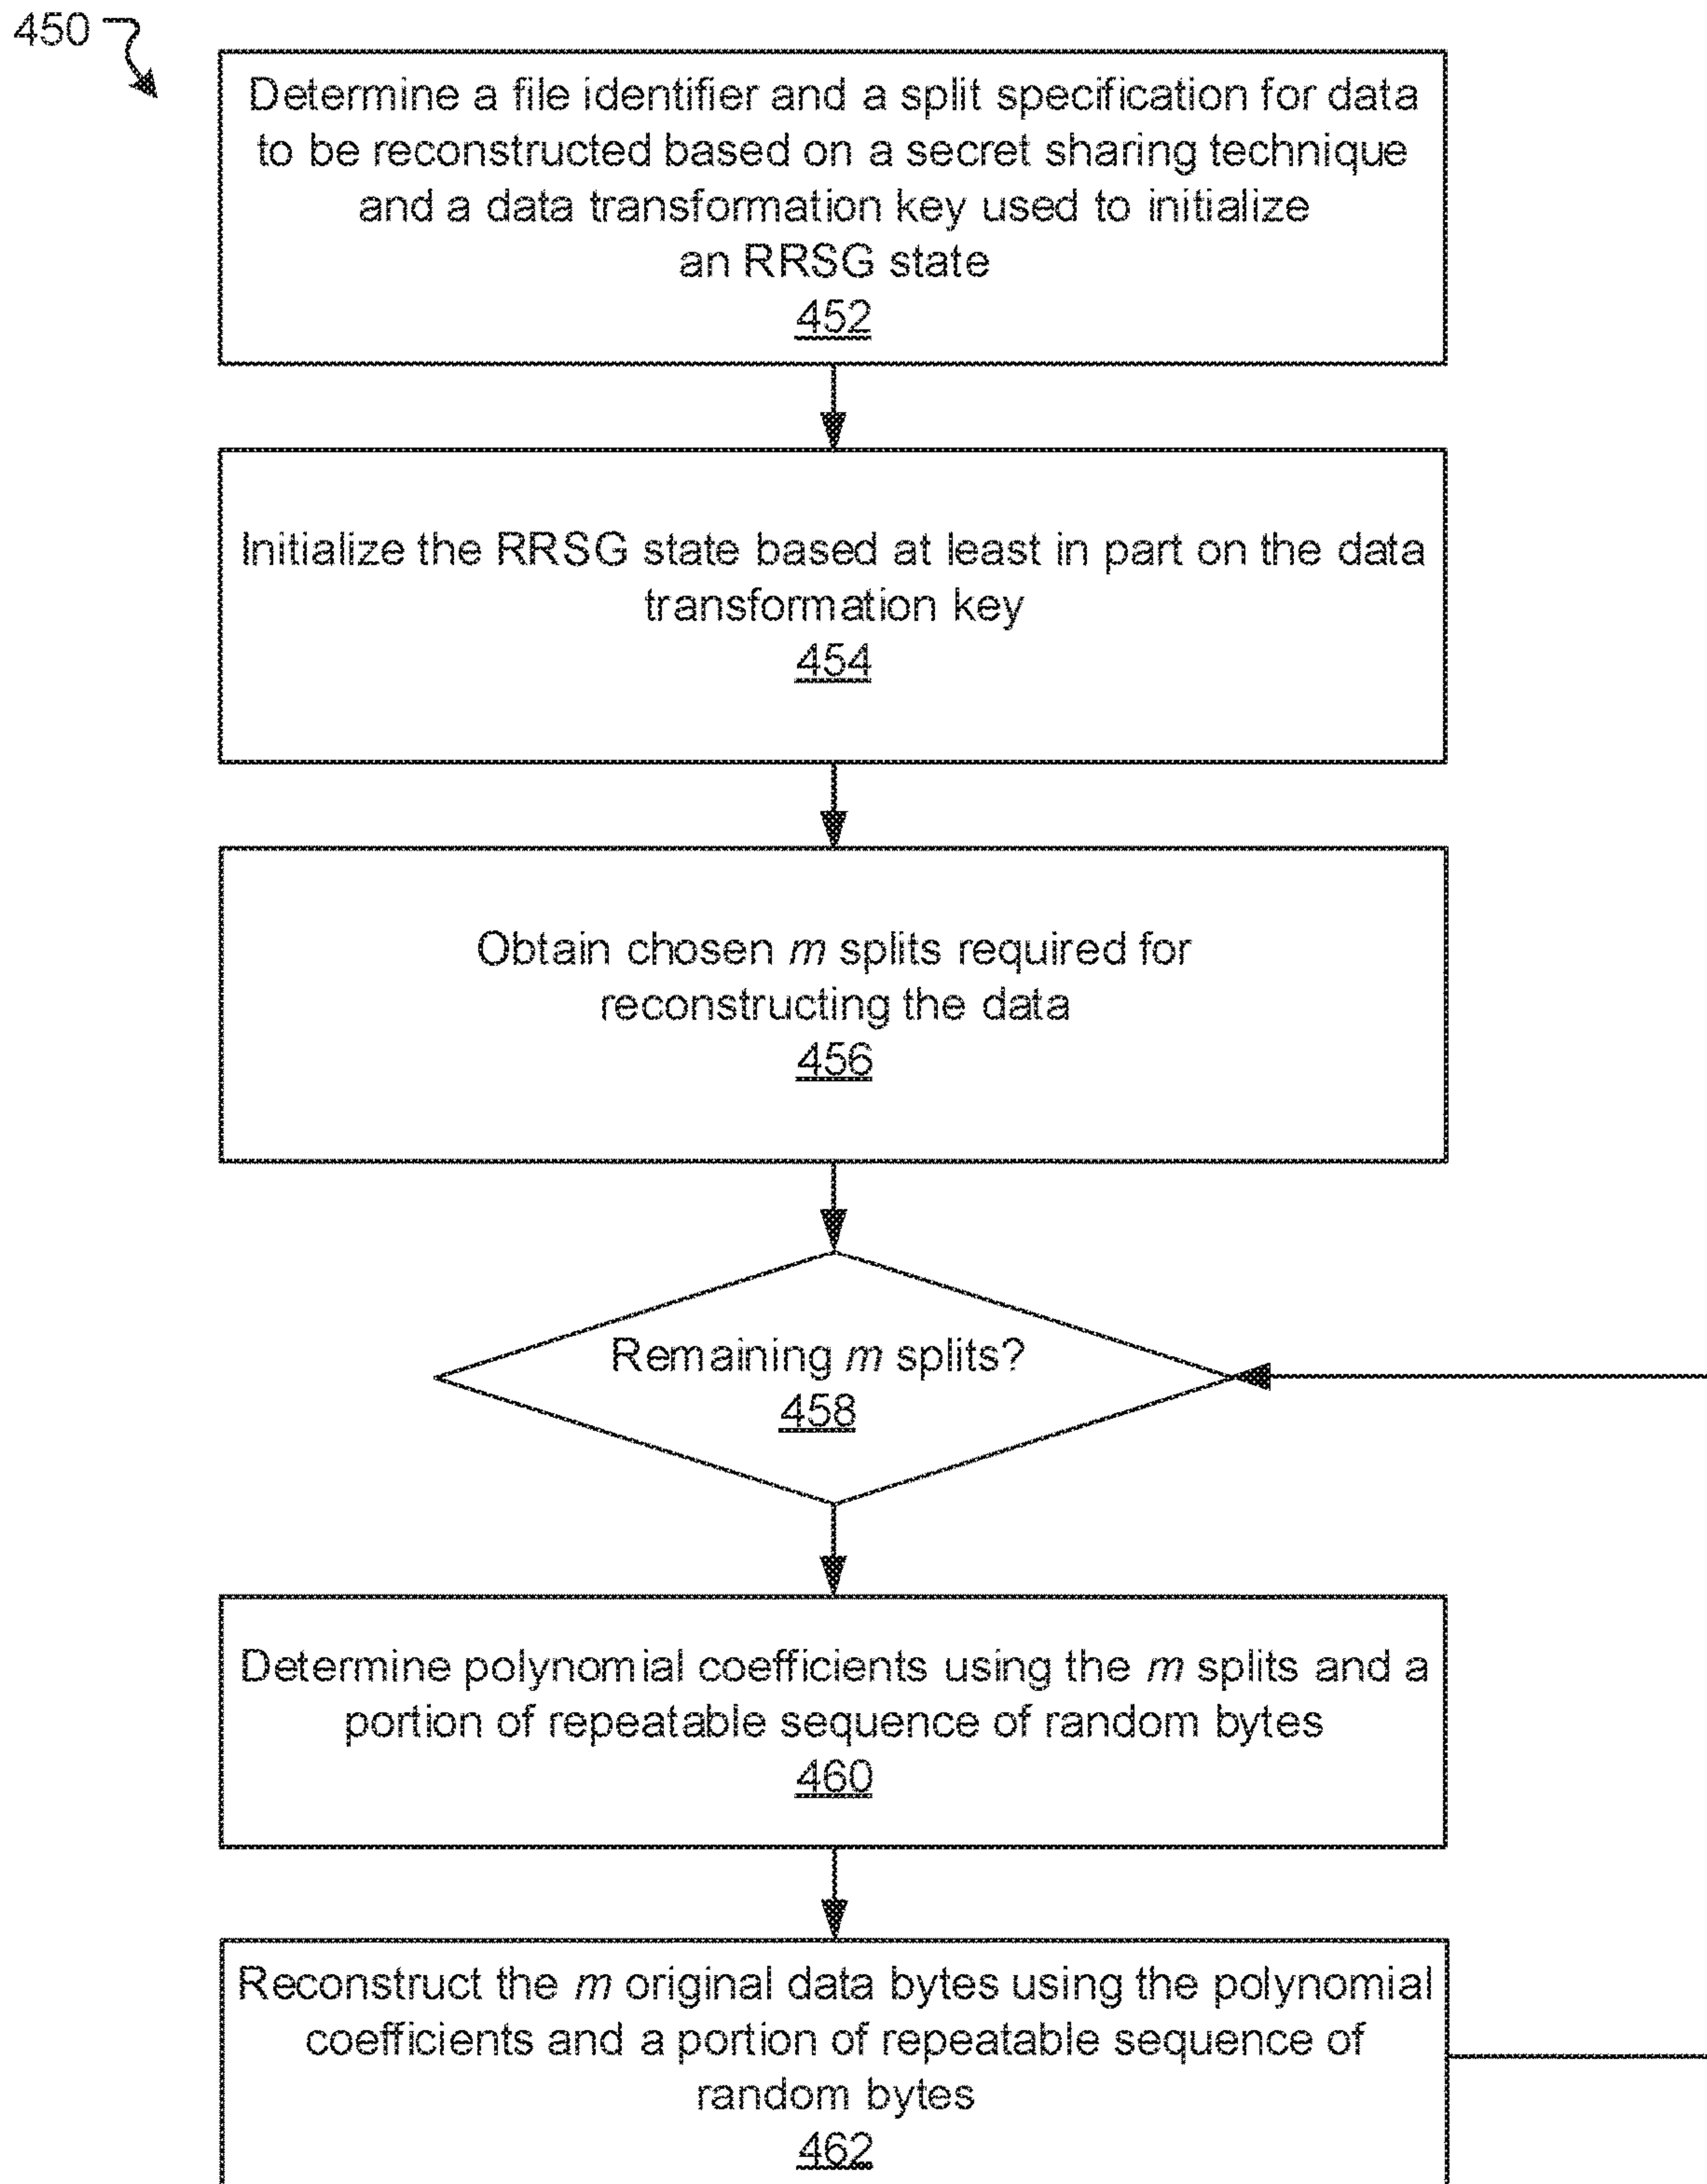 450
Determine a file identifier and a split specification for data
to be reconstructed based on a secret sharing technique
and a data transformation key used to initialize
an RRSG state
452
Initialize the RRSG state based at least in part on the data
transformation key
454
Obtain chosen m splits required for
reconstructing the data
456
Remaining m splits?
458
Determine polynomial coefficients using the m splits and a
portion of repeatable sequence of random bytes
460
Reconstruct the m original data bytes using the polynomial
coefficients and a portion of repeatable sequence of
random bytes
462